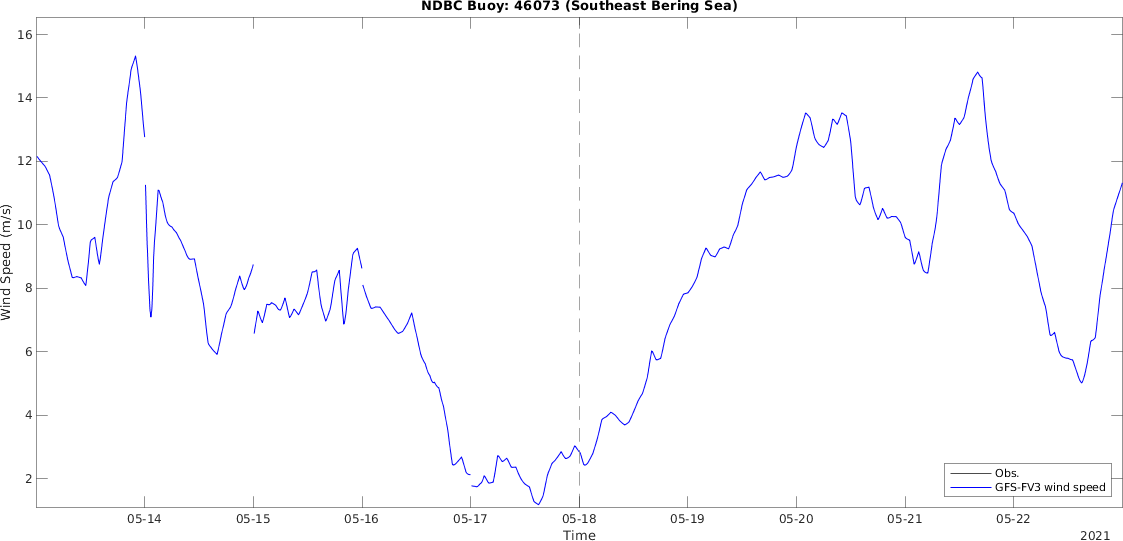 NDBC Buoy: 46073 (Southeast Bering Sea)
16
14
12
10
8
6
4
2
Wind Speed (m/s)
Obs.
GFS-FV3 wind speed
05-14 05-15 05-16 05-17 05-18 05-19 05-20 05-21 05-22
Time
2021